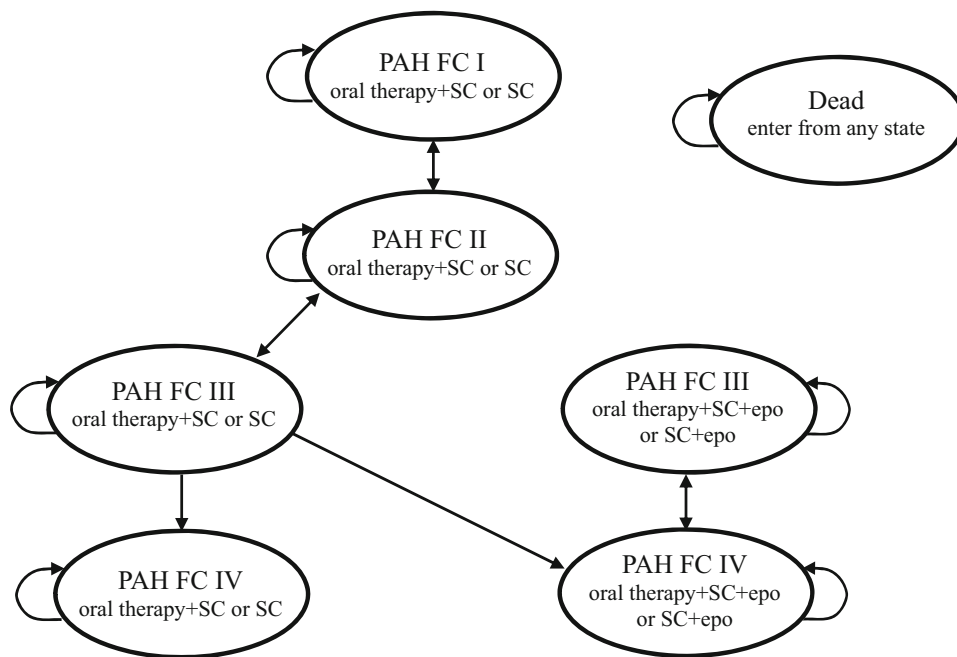 PAH FC I
oral therapy+SC or SC
Dead
enter from any state
PAH FC II
oral therapy+SC or SC
PAH FC III
oral therapy+SC or SC
PAH FC III
oral therapy+SC+epo
or SC+epo
PAH FC IV
oral therapy+SC or SC
PAH FC IV
oral therapy+SC+epo
or SC+epo